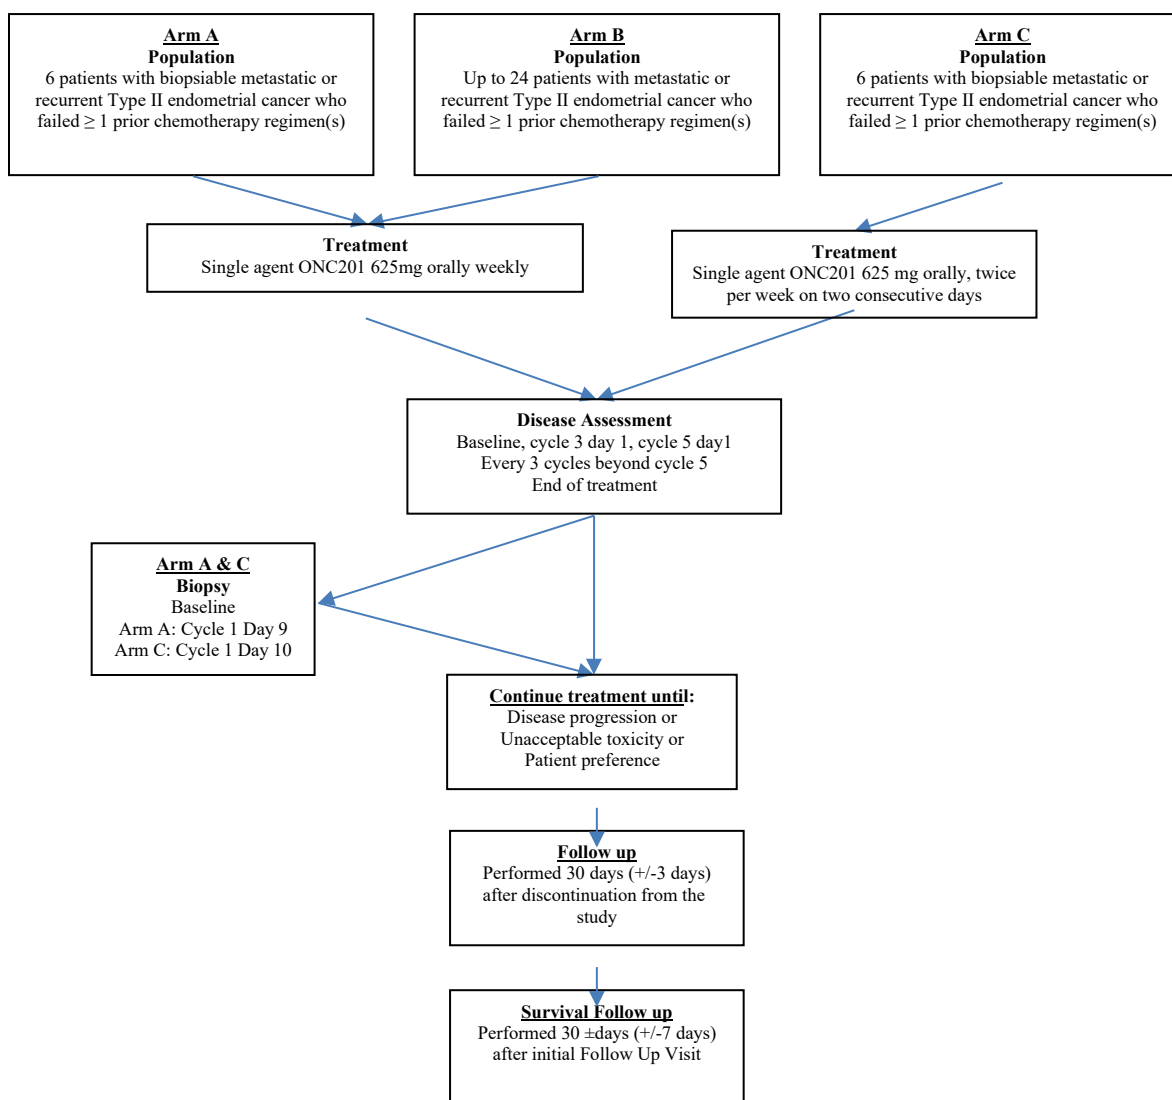 Arm A
Population
6 patients with biopsiable metastatic or
recurrent Type II endometrial cancer who
failed ≥ 1 prior chemotherapy regimen(s)
Arm B
Population
Up to 24 patients with metastatic or
recurrent Type II endometrial cancer who
failed ≥ 1 prior chemotherapy regimen(s)
Arm C
Population
6 patients with biopsiable metastatic or
recurrent Type II endometrial cancer who
failed ≥ 1 prior chemotherapy regimen(s)
Treatment
Single agent ONC201 625mg orally weekly
Treatment
Single agent ONC201 625 mg orally, twice
per week on two consecutive days
Disease Assessment
Baseline, cycle 3 day 1, cycle 5 day1
Every 3 cycles beyond cycle 5
End of treatment
Arm A & C
Biopsy
Baseline
Arm A: Cycle 1 Day 9
Arm C: Cycle 1 Day 10
Continue treatment until:
Disease progression or
Unacceptable toxicity or
Patient preference
Follow up
Performed 30 days (+/-3 days)
after discontinuation from the
study
Survival Follow up
Performed 30 ±days (+/-7 days)
after initial Follow Up Visit